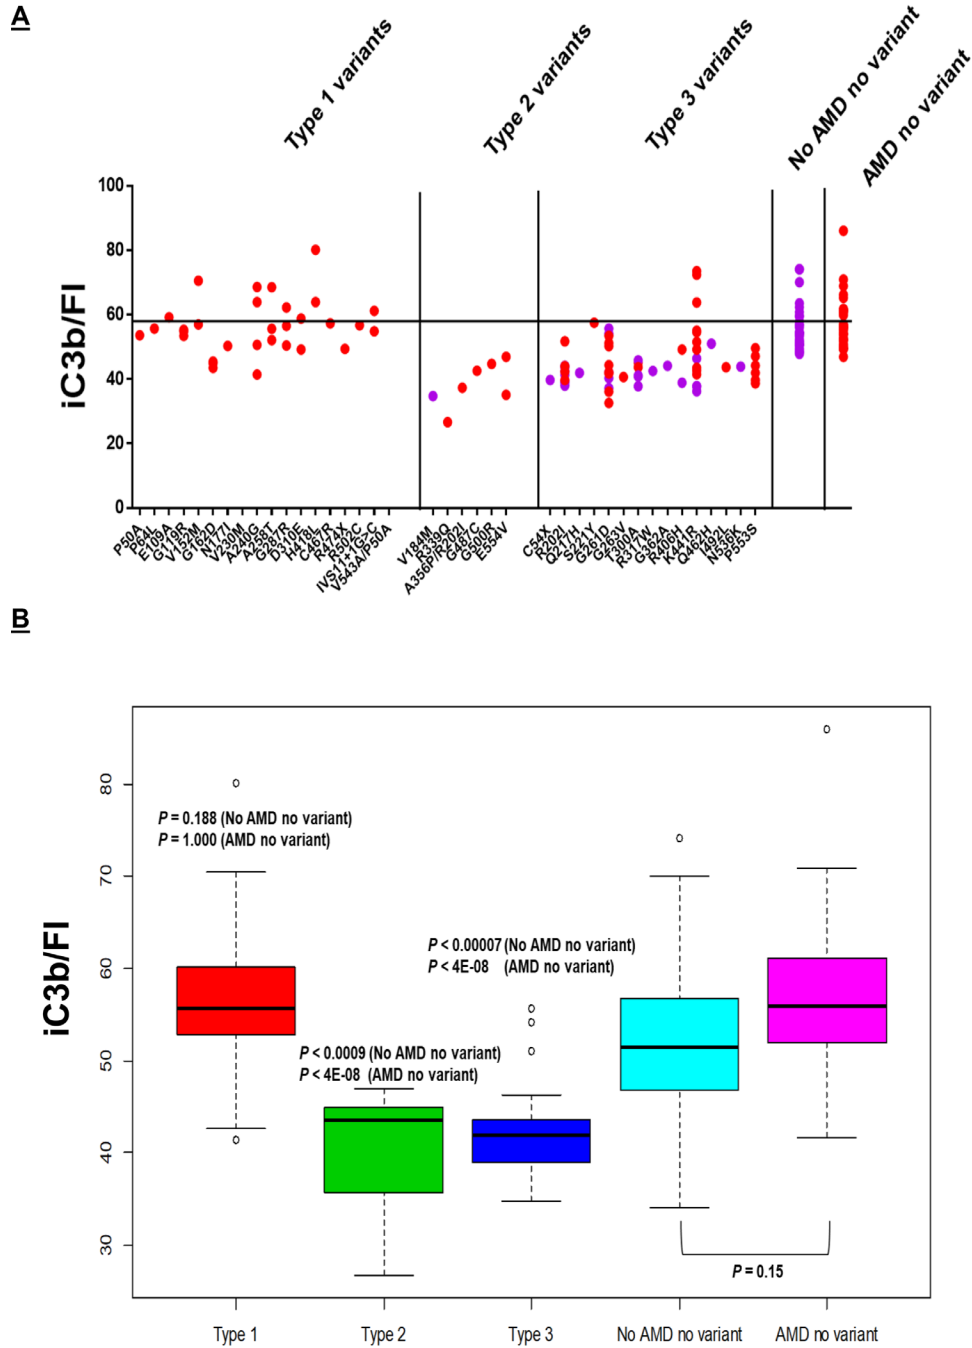 A
Type 1 variants
Type 2 variants
Type 3 variants
No AMD no variant
AMD no variant
iC3b/FI
100
80
60
40
20
0
P50A
P64L
E109A
G119R
V152M
G162D
N177I
V230M
A240G
A258T
G287R
D310E
H418L
C467R
R474X
R502C
IVS11+1G>C
V543A/P50A
V184M
R339Q
A356P/R202I
G487C
G500R
E554V
C54X
R202I
Q217H
S221Y
G261D
G263V
T300A
R317W
G362A
R406H
K441R
Q462H
I492L
N536K
P553S
B
iC3b/FI
80
70
60
50
40
30
P = 0.188 (No AMD no variant)
P = 1.000 (AMD no variant)
P < 0.00007 (No AMD no variant)
P < 4E-08 (AMD no variant)
P < 0.0009 (No AMD no variant)
P < 4E-08 (AMD no variant)
P = 0.15
Type 1
Type 2
Type 3
No AMD no variant
AMD no variant